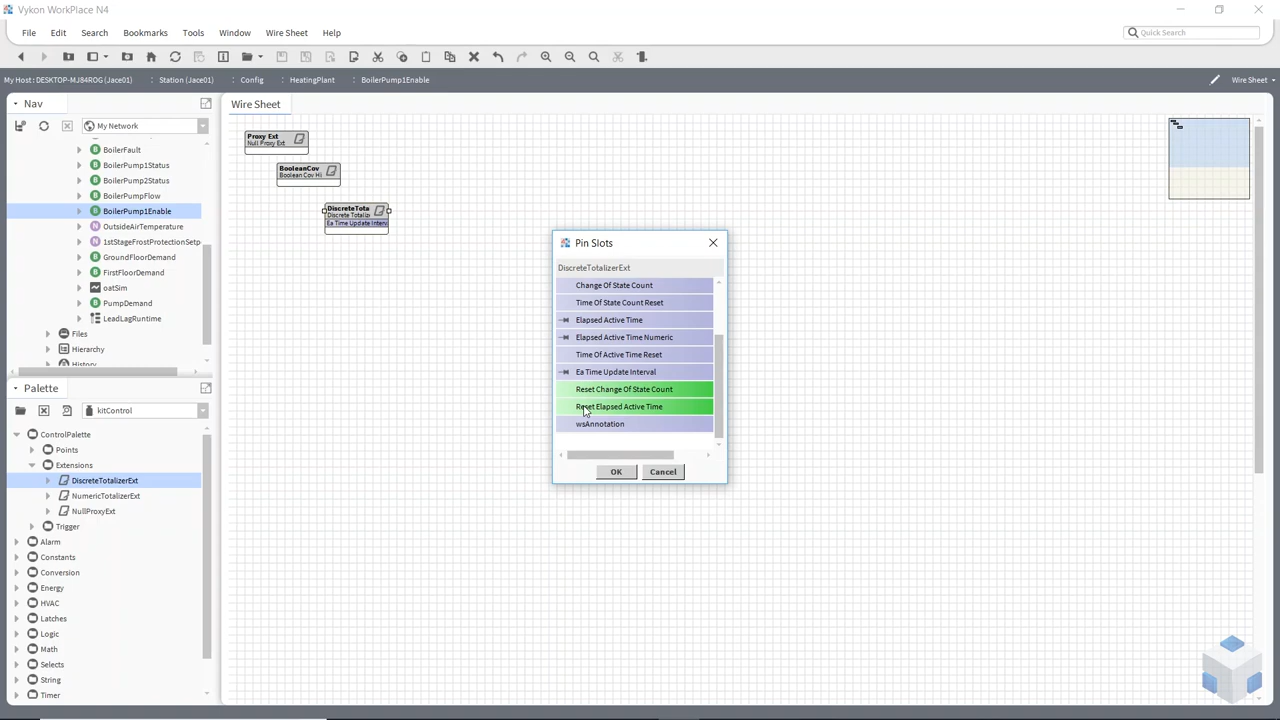 Vykon WorkPlace N4
File Edit Search Bookmarks Tools Window Wire Sheet Help
Quick Search
My Host: DESKTOP-MJ84ROG (Jace01) : Station (Jace01) : Config : HeatingPlant : BoilerPump1Enable
Wire Sheet
Nav
My Network
BoilerFault
BoilerPump1Status
BoilerPump2Status
BoilerPumpFlow
BoilerPump1Enable
OutsideAirTemperature
1stStageFrostProtectionSetp
GroundFloorDemand
FirstFloorDemand
oatSim
PumpDemand
LeadLagRuntime
Files
Hierarchy
History
Palette
kitControl
ControlPalette
Points
Extensions
DiscreteTotalizerExt
NumericTotalizerExt
NullProxyExt
Trigger
Alarm
Constants
Conversion
Energy
HVAC
Latches
Logic
Math
Selects
String
Timer
Wire Sheet
Proxy Ext
Null Proxy Ext
BooleanCov
Boolean Cov Hi
DiscreteTota
Discrete Totaliz
Ea Time Update Interv
Pin Slots
DiscreteTotalizerExt
Change Of State Count
Time Of State Count Reset
Elapsed Active Time
Elapsed Active Time Numeric
Time Of Active Time Reset
Ea Time Update Interval
Reset Change Of State Count
Reset Elapsed Active Time
wsAnnotation
OK Cancel